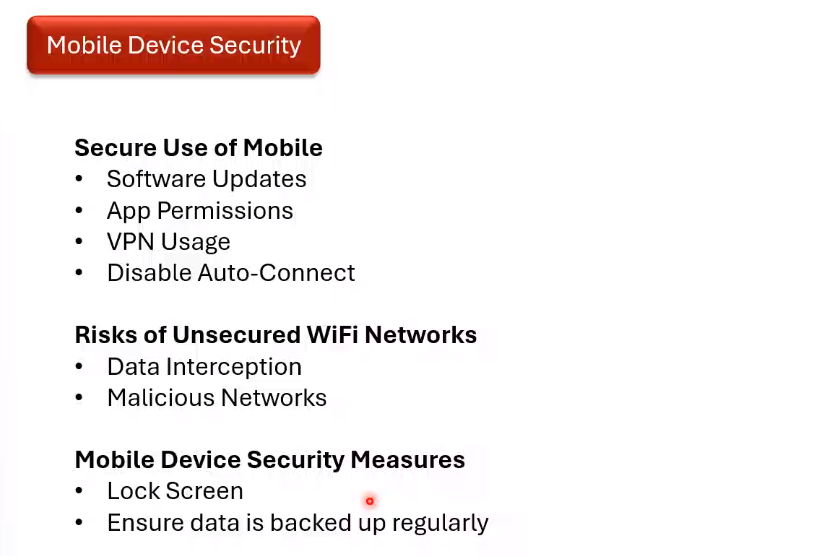 Mobile Device Security
Secure Use of Mobile
• Software Updates
• App Permissions
• VPN Usage
• Disable Auto-Connect
Risks of Unsecured WiFi Networks
• Data Interception
• Malicious Networks
Mobile Device Security Measures
• Lock Screen
• Ensure data is backed up regularly